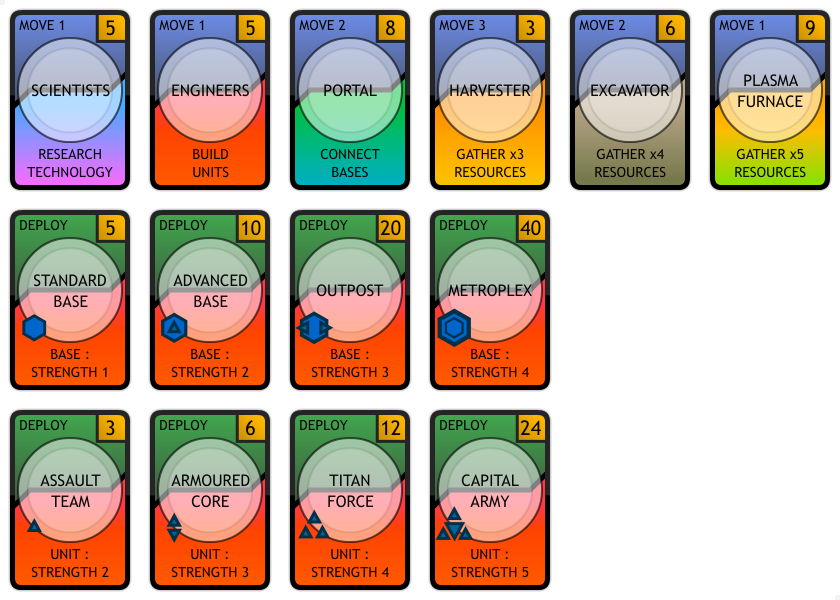 MOVE 1 5
SCIENTISTS
RESEARCH
TECHNOLOGY
MOVE 1 5
ENGINEERS
BUILD
UNITS
MOVE 2 8
PORTAL
CONNECT
BASES
MOVE 3 3
HARVESTER
GATHER x3
RESOURCES
MOVE 2 6
EXCAVATOR
GATHER x4
RESOURCES
MOVE 1 9
PLASMA
FURNACE
GATHER x5
RESOURCES
DEPLOY 5
STANDARD
BASE
BASE :
STRENGTH 1
DEPLOY 10
ADVANCED
BASE
BASE :
STRENGTH 2
DEPLOY 20
OUTPOST
BASE :
STRENGTH 3
DEPLOY 40
METROPLEX
BASE :
STRENGTH 4
DEPLOY 3
ASSAULT
TEAM
UNIT :
STRENGTH 2
DEPLOY 6
ARMOURED
CORE
UNIT :
STRENGTH 3
DEPLOY 12
TITAN
FORCE
UNIT :
STRENGTH 4
DEPLOY 24
CAPITAL
ARMY
UNIT :
STRENGTH 5